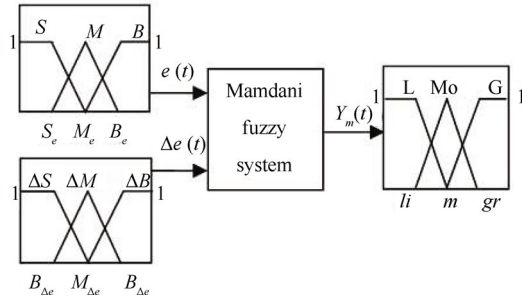 S M B
1 1
e (t)
S_e M_e B_e
ΔS ΔM ΔB
1 1
Δe (t)
B_Δe M_Δe B_Δe
Mamdani
fuzzy
system
Y_m(t)
L Mo G
1 1
li m gr